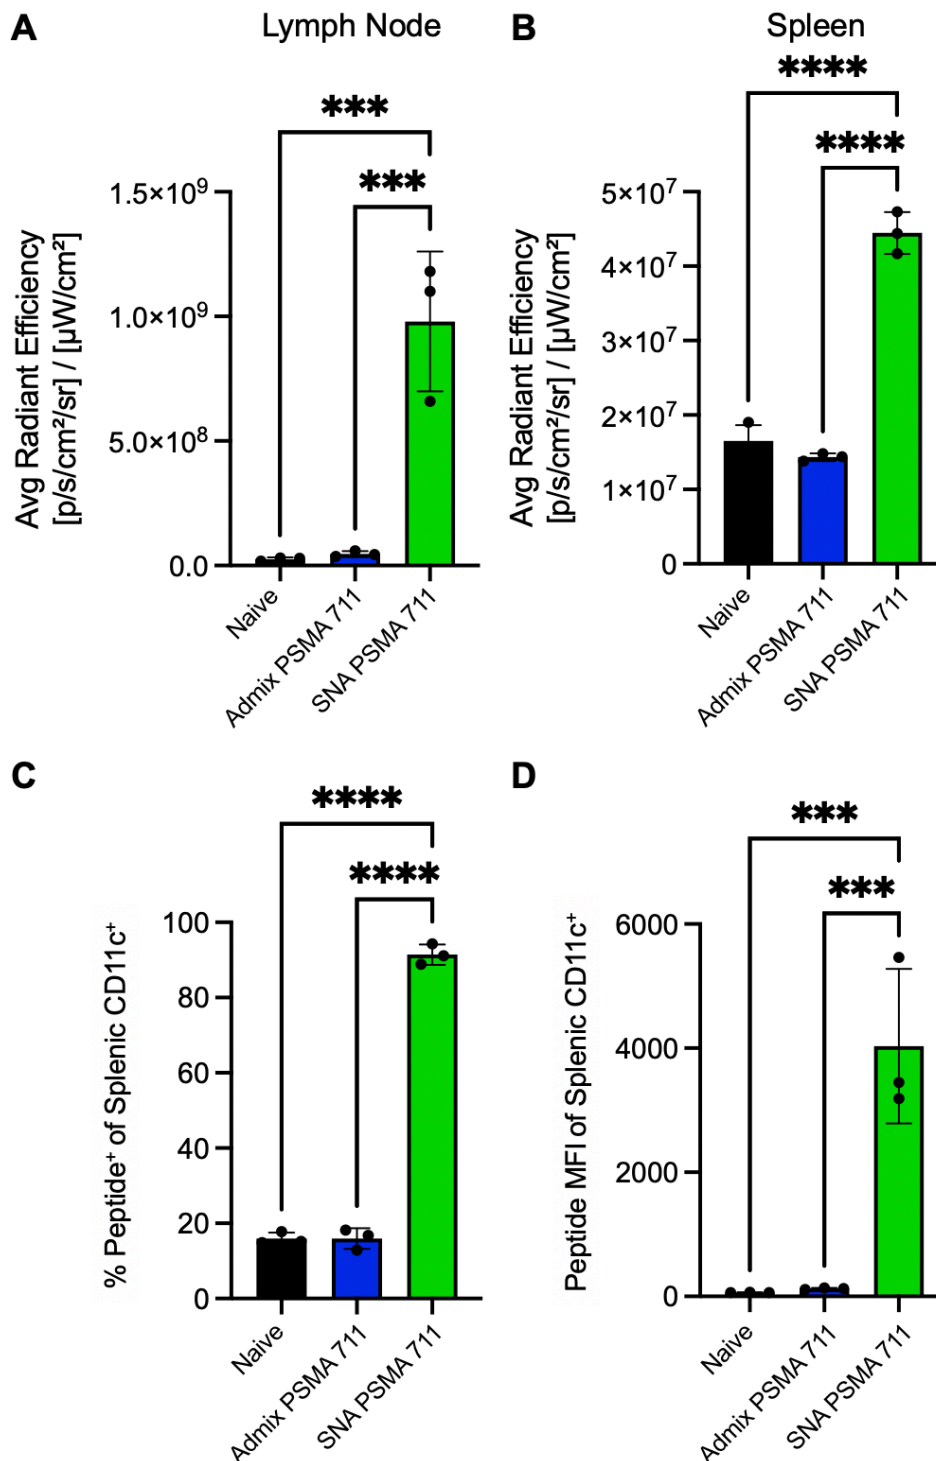 A
Lymph Node
***
***
Avg Radiant Efficiency
[p/s/cm²/sr] / [µW/cm²]
1.5×10⁹
1.0×10⁹
5.0×10⁸
0.0
Naive
Admix PSMA 711
SNA PSMA 711
B
Spleen
****
****
Avg Radiant Efficiency
[p/s/cm²/sr] / [µW/cm²]
5×10⁷
4×10⁷
3×10⁷
2×10⁷
1×10⁷
0
Naive
Admix PSMA 711
SNA PSMA 711
C
****
****
% Peptide⁺ of Splenic CD11c⁺
100
80
60
40
20
0
Naive
Admix PSMA 711
SNA PSMA 711
D
***
***
Peptide MFI of Splenic CD11c⁺
6000
4000
2000
0
Naive
Admix PSMA 711
SNA PSMA 711